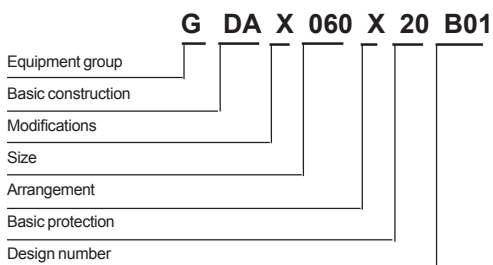 G DA X 060 X 20 B01
Equipment group
Basic construction
Modifications
Size
Arrangement
Basic protection
Design number